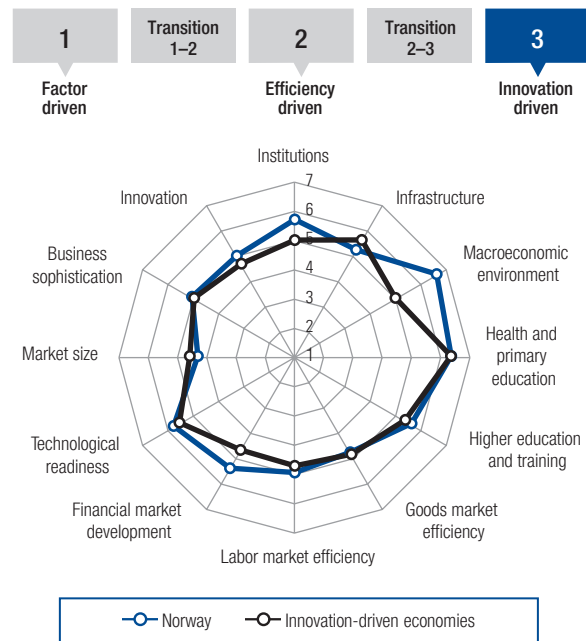 1
Transition
1–2
2
Transition
2–3
3
Factor
driven
Efficiency
driven
Innovation
driven
Institutions
7
Innovation
Infrastructure
6
5
Business
sophistication
Macroeconomic
environment
4
3
2
Market size
1
Health and
primary
education
Technological
readiness
Higher education
and training
Financial market
development
Goods market
efficiency
Labor market efficiency
Norway
Innovation-driven economies